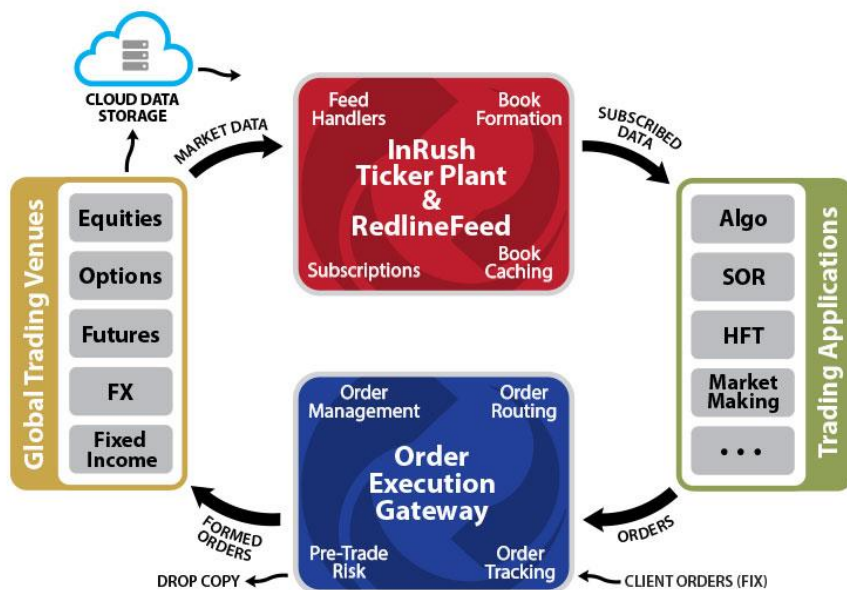 CLOUD DATA
STORAGE
MARKET DATA
Feed
Handlers
Book
Formation
InRush
Ticker Plant
&
RedlineFeed
Subscriptions
Book
Caching
SUBSCRIBED
DATA
Global Trading Venues
Equities
Options
Futures
FX
Fixed
Income
Algo
SOR
HFT
Market
Making
• • •
Trading Applications
Order
Management
Order
Routing
Order
Execution
Gateway
Pre-Trade
Risk
Order
Tracking
FORMED
ORDERS
ORDERS
DROP COPY
CLIENT ORDERS (FIX)